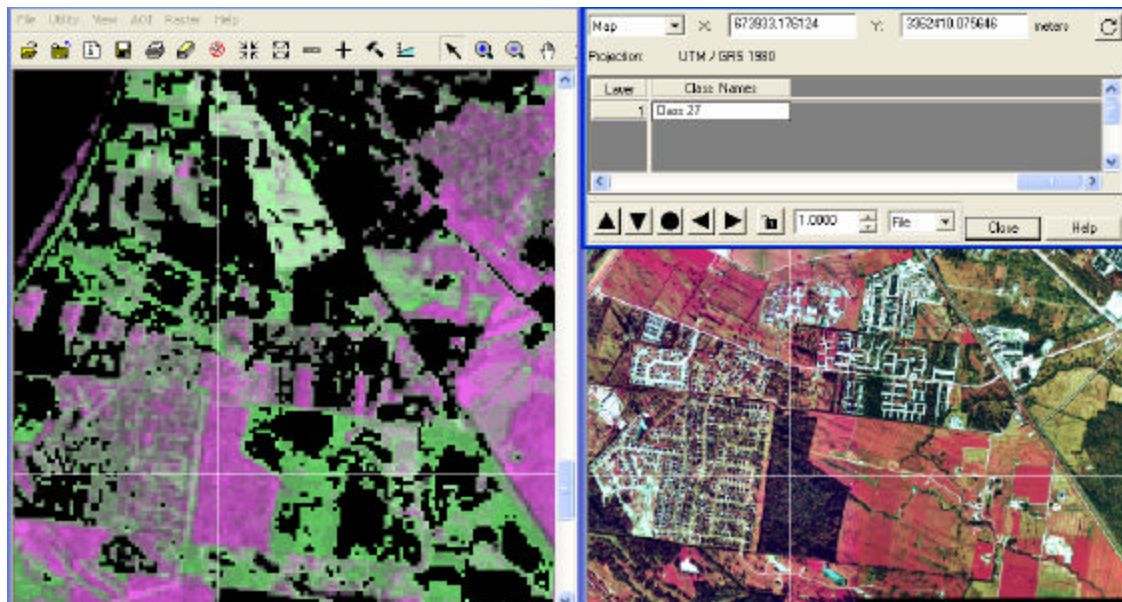 File Utility View AOI Raster Help
Map X: 673933.176124 Y: 3362410.075646 meters
Projection: UTM / GRS 1980
Layer Class Names
1 Class 27
1.0000 File Close Help